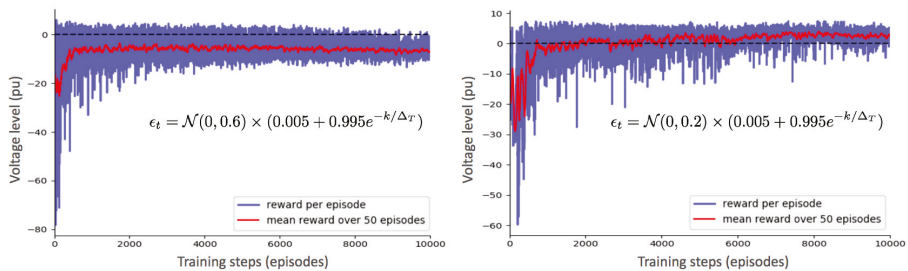 Voltage level (pu)
0
−20
−40
−60
−80
ϵ_t = 𝒩(0, 0.6) × (0.005 + 0.995e^{−k/Δ_T})
reward per episode
mean reward over 50 episodes
0 2000 4000 6000 8000 10000
Training steps (episodes)
Voltage level (pu)
10
0
−10
−20
−30
−40
−50
−60
ϵ_t = 𝒩(0, 0.2) × (0.005 + 0.995e^{−k/Δ_T})
reward per episode
mean reward over 50 episodes
0 2000 4000 6000 8000 10000
Training steps (episodes)